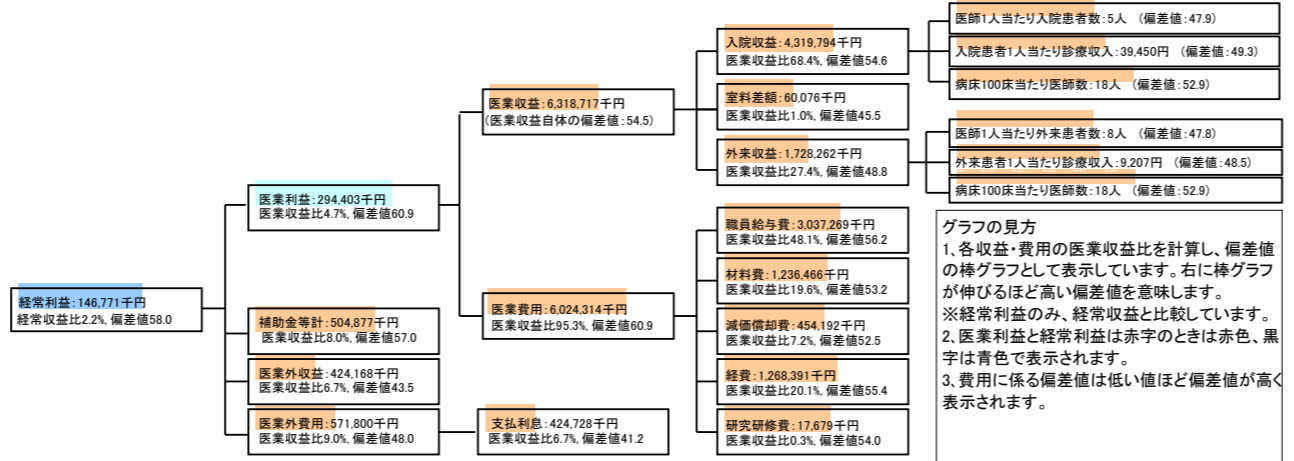 経常利益：146,771千円
経常収益比2.2%, 偏差値58.0
医業利益：294,403千円
医業収益比4.7%, 偏差値60.9
補助金等計：504,877千円
医業収益比8.0%, 偏差値57.0
医業外収益：424,168千円
医業収益比6.7%, 偏差値43.5
医業外費用：571,800千円
医業収益比9.0%, 偏差値48.0
支払利息：424,728千円
医業収益比6.7%, 偏差値41.2
医業収益：6,318,717千円
(医業収益自体の偏差値：54.5)
医業費用：6,024,314千円
医業収益比95.3%, 偏差値60.9
入院収益：4,319,794千円
医業収益比68.4%, 偏差値54.6
室料差額：60,076千円
医業収益比1.0%, 偏差値45.5
外来収益：1,728,262千円
医業収益比27.4%, 偏差値48.8
職員給与費：3,037,269千円
医業収益比48.1%, 偏差値56.2
材料費：1,236,466千円
医業収益比19.6%, 偏差値53.2
減価償却費：454,192千円
医業収益比7.2%, 偏差値52.5
経費：1,268,391千円
医業収益比20.1%, 偏差値55.4
研究研修費：17,679千円
医業収益比0.3%, 偏差値54.0
医師1人当たり入院患者数：5人 (偏差値：47.9)
入院患者1人当たり診療収入：39,450円 (偏差値：49.3)
病床100床当たり医師数：18人 (偏差値：52.9)
医師1人当たり外来患者数：8人 (偏差値：47.8)
外来患者1人当たり診療収入：9,207円 (偏差値：48.5)
病床100床当たり医師数：18人 (偏差値：52.9)
グラフの見方
1、各収益・費用の医業収益比を計算し、偏差値
の棒グラフとして表示しています。右に棒グラフ
が伸びるほど高い偏差値を意味します。
※経常利益のみ、経常収益と比較しています。
2、医業利益と経常利益は赤字のときは赤色、黒
字は青色で表示されます。
3、費用に係る偏差値は低い値ほど偏差値が高く
表示されます。